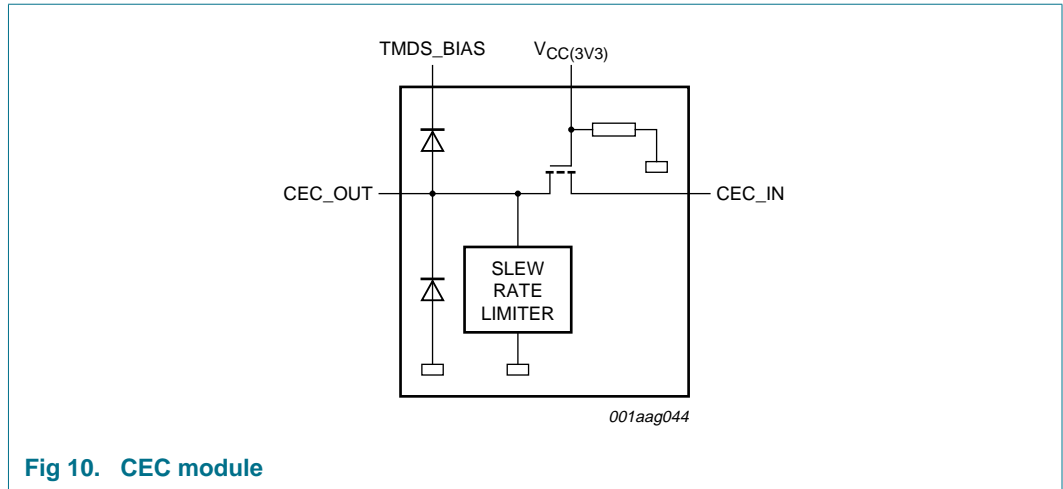 TMDS_BIAS
VCC(3V3)
CEC_OUT
CEC_IN
SLEW
RATE
LIMITER
001aag044
Fig 10. CEC module